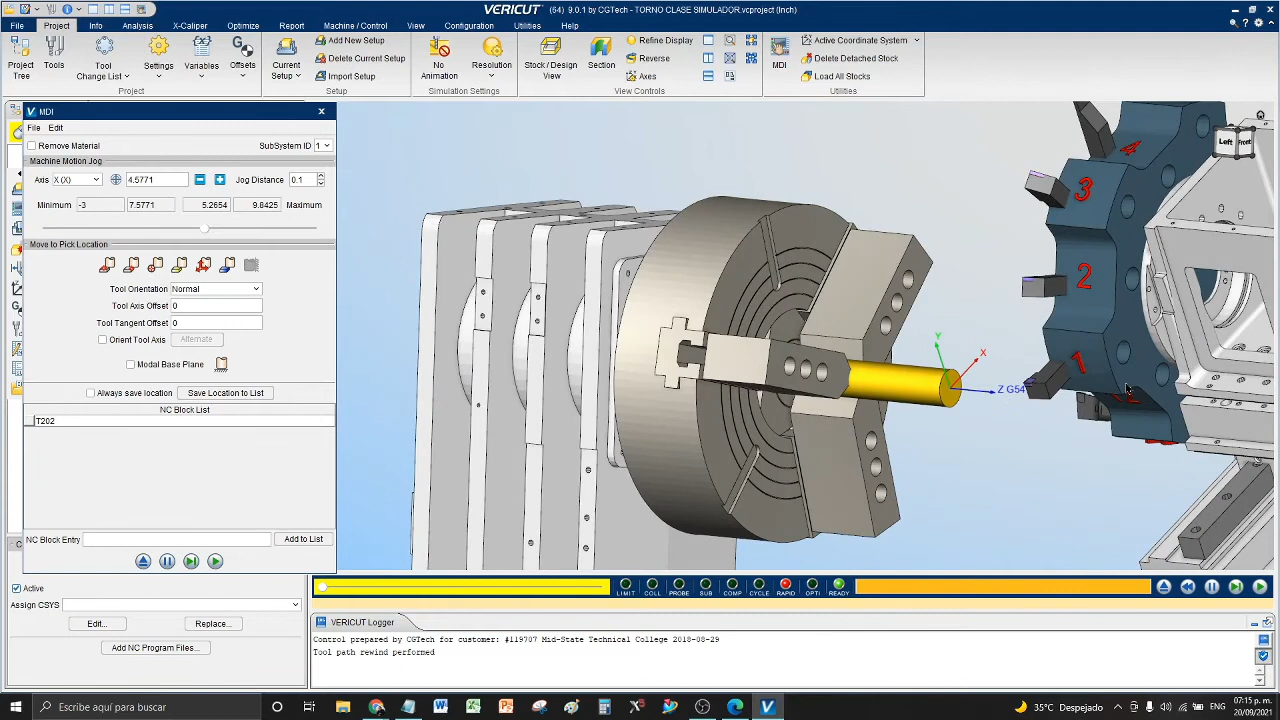 VERICUT (64) 9.0.1 by CGTech - TORNO CLASE SIMULADOR.vcproject (Inch)
File Project Info Analysis X-Caliper Optimize Report Machine / Control View Configuration Utilities Help
Project Tree
Tools
Tool Change List
Settings
Variables
Offsets
Project
Current Setup
Add New Setup
Delete Current Setup
Import Setup
Setup
No Animation
Resolution
Simulation Settings
Stock / Design View
Section
Refine Display
Reverse
Axes
View Controls
MDI
Active Coordinate System
Delete Detached Stock
Load All Stocks
Utilities
MDI
File Edit
Remove Material SubSystem ID 1
Machine Motion Jog
Axis X (X) 4.5771 Jog Distance 0.1
Minimum -3 7.5771 5.2654 9.8425 Maximum
Move to Pick Location
Tool Orientation Normal
Tool Axis Offset 0
Tool Tangent Offset 0
Orient Tool Axis Alternate
Modal Base Plane
Always save location Save Location to List
NC Block List
T202
NC Block Entry Add to List
Active
Assign CSYS
Edit... Replace...
Add NC Program Files...
4
3
2
1
Left Front
Y
X
Z G54
LIMIT COLL PROBE SUB COMP CYCLE RAPID OPTI READY
VERICUT Logger
Control prepared by CGTech for customer: #119707 Mid-State Technical College 2018-08-29
Tool path rewind performed
Escribe aquí para buscar
35°C Despejado
ENG
07:15 p. m.
20/09/2021